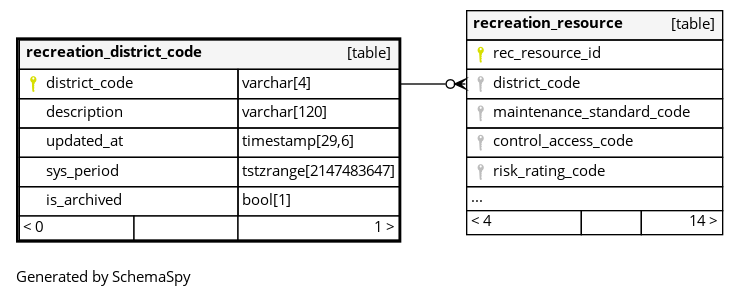 recreation_district_code [table]
district_code varchar[4]
description varchar[120]
updated_at timestamp[29,6]
sys_period tstzrange[2147483647]
is_archived bool[1]
< 0 1 >
recreation_resource [table]
rec_resource_id
district_code
maintenance_standard_code
control_access_code
risk_rating_code
...
< 4 14 >
Generated by SchemaSpy